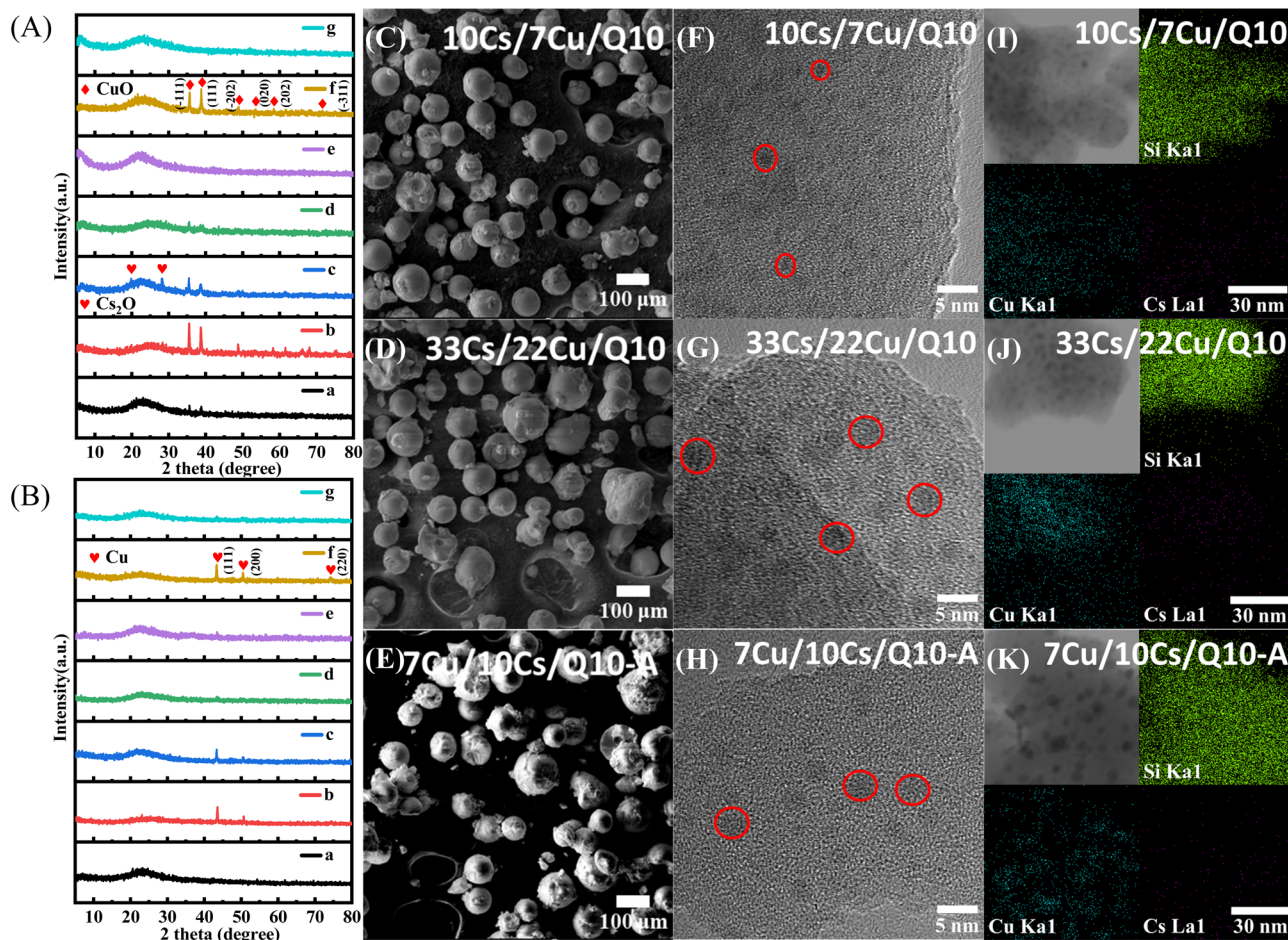 (A)
g
f
CuO
(-111)
(111)
(-202)
(020)
(202)
(-311)
e
d
c
Cs₂O
b
a
Intensity(a.u.)
10 20 30 40 50 60 70 80
2 theta (degree)
(B)
g
f
Cu
(111)
(200)
(220)
e
d
c
b
a
Intensity(a.u.)
10 20 30 40 50 60 70 80
2 theta (degree)
(C) 10Cs/7Cu/Q10
100 µm
(D) 33Cs/22Cu/Q10
100 µm
(E) 7Cu/10Cs/Q10-A
100 µm
(F) 10Cs/7Cu/Q10
5 nm
(G) 33Cs/22Cu/Q10
5 nm
(H) 7Cu/10Cs/Q10-A
5 nm
(I) 10Cs/7Cu/Q10
Si Ka1
Cu Ka1
Cs La1
30 nm
(J) 33Cs/22Cu/Q10
Si Ka1
Cu Ka1
Cs La1
30 nm
(K) 7Cu/10Cs/Q10-A
Si Ka1
Cu Ka1
Cs La1
30 nm